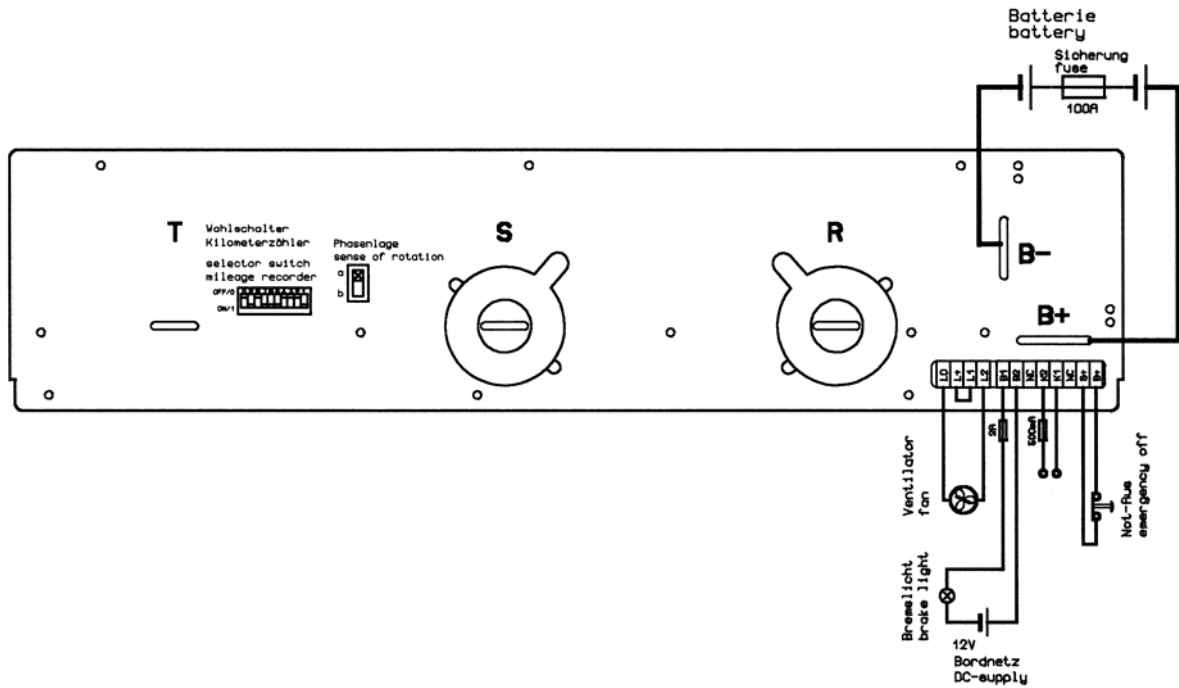 Batterie
battery
Sicherung
fuse
100A
T
Wahlschalter
Kilometerzähler
selector switch
mileage recorder
OFF/0
ON/1
Phasenlage
sense of rotation
a
b
S
R
B-
B+
LD L+ L1 L2 B1 B2 NC K2 K1 NC S+ B+
2A
500mA
Ventilator
fan
Not-Aus
emergency off
Bremslicht
brake light
12V
Bordnetz
DC-supply